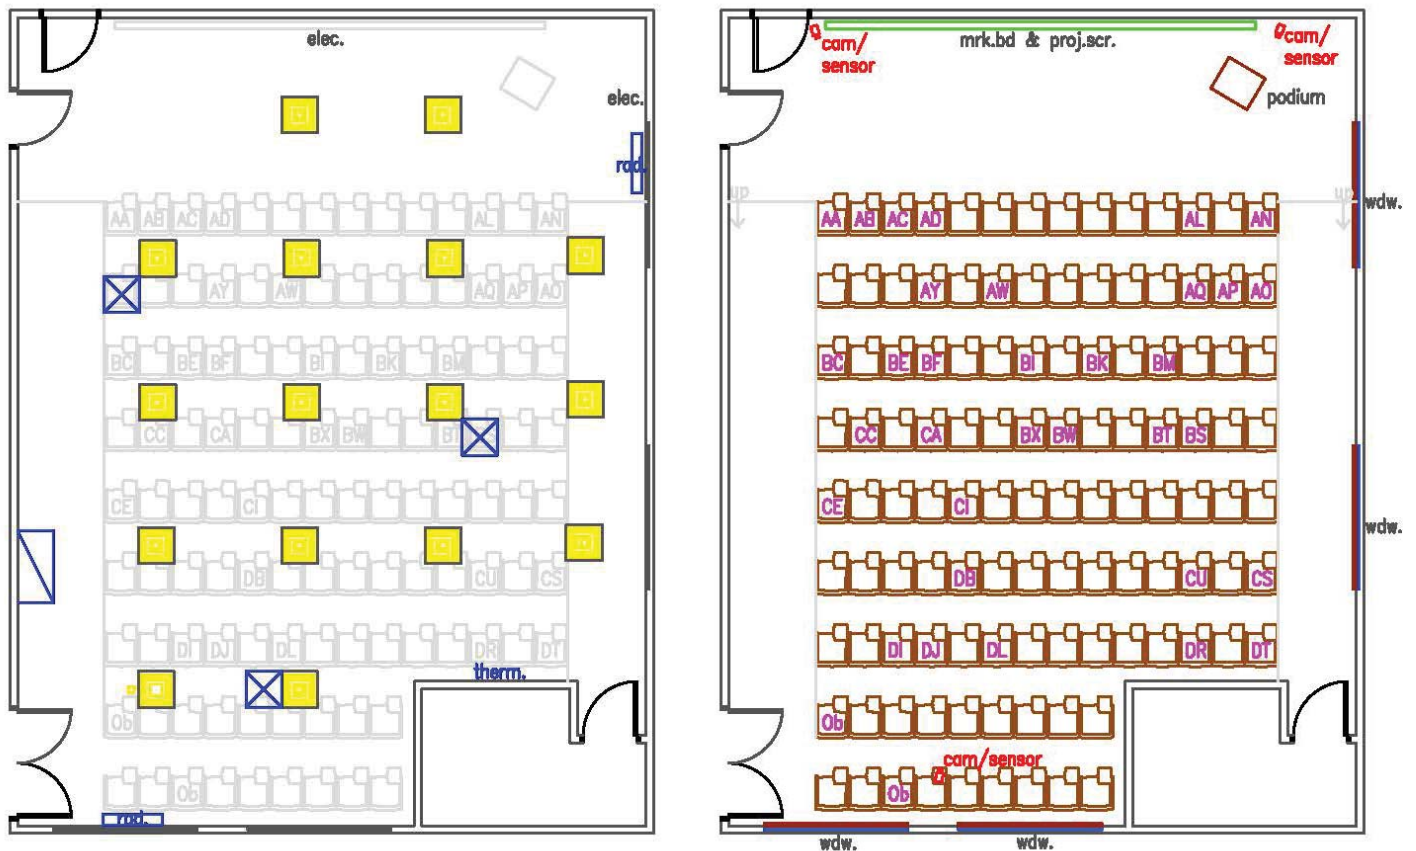 elec.
elec.
rad.
AA AB AC AD AL AN
AY AW AQ AP AO
BC BE BF BI BK BM
CC CA BX BW BT
CE CI
DB CU CS
DI DJ DL DR DT
therm.
Ob
Ob
rad.
cam/
sensor
mrk.bd & proj.scr.
cam/
sensor
podium
up
up
wdw.
AA AB AC AD AL AN
AY AW AQ AP AO
BC BE BF BI BK BM
CC CA BX BW BT BS
CE CI
wdw.
DB CU CS
DI DJ DL DR DT
Ob
cam/sensor
Ob
wdw.
wdw.